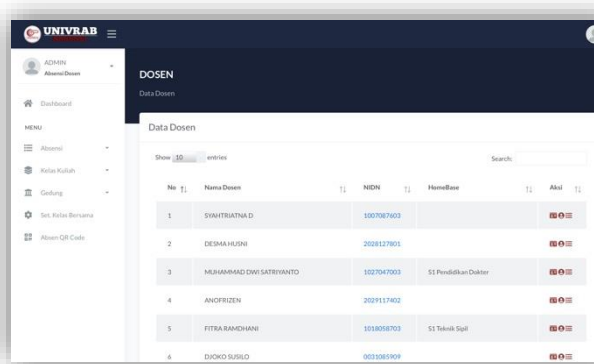 UNIVRAB
ADMIN
Absensi Dosen
Dashboard
MENU
Absensi
Kelas Kuliah
Gedung
Set. Kelas Bersama
Absen QR Code
DOSEN
Data Dosen
Data Dosen
Show 10 entries
Search:
No Nama Dosen NIDN HomeBase Aksi
1 SYAHTRIATNA D 1007087603
2 DESMA HUSNI 2028127801
3 MUHAMMAD DWI SATRIYANTO 1027047003 S1 Pendidikan Dokter
4 ANOFRIZEN 2029117402
5 FITRA RAMDHANI 1018058703 S1 Teknik Sipil
6 DJOKO SUSILO 0031085909